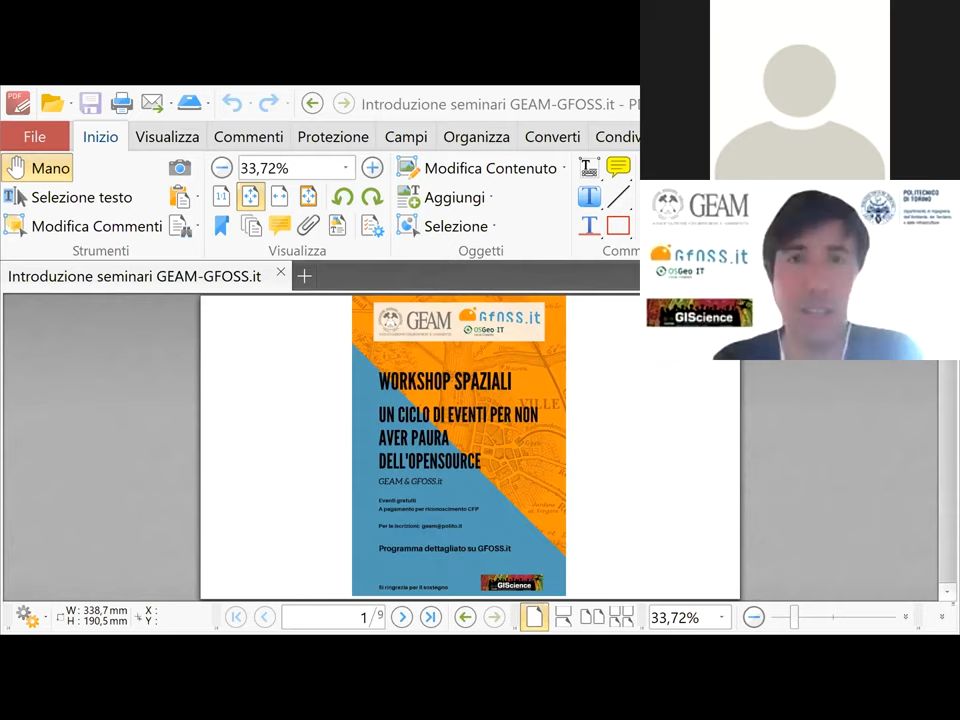 PDF
Introduzione seminari GEAM-GFOSS.it - P
File
Inizio
Visualizza
Commenti
Protezione
Campi
Organizza
Converti
Condiv
Mano
Selezione testo
Modifica Commenti
Strumenti
33,72%
1:1
Visualizza
Modifica Contenuto
Aggiungi
Selezione
Oggetti
Comm
Introduzione seminari GEAM-GFOSS.it
GEAM
Gfoss.it
OSGeo IT
WORKSHOP SPAZIALI
VILLE
UN CICLO DI EVENTI PER NON
AVER PAURA
DELL'OPENSOURCE
GEAM & GFOSS.it
Eventi gratuiti
A pagamento per riconoscimento CFP
Per le iscrizioni: geam@polito.it
Programma dettagliato su GFOSS.it
Si ringrazia per il sostegno
GIScience
W: 338,7 mm
H: 190,5 mm
X:
Y:
1/9
33,72%
GEAM
POLITECNICO
DI TORINO
Gfoss.it
OSGeo IT
GIScience